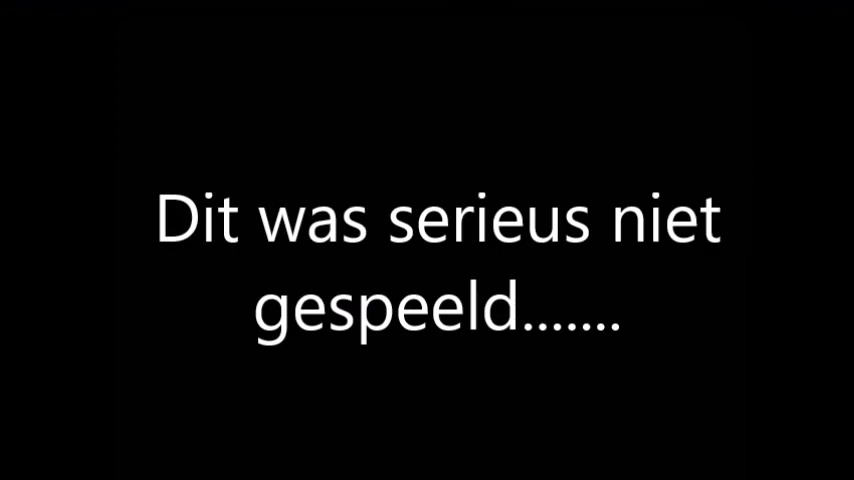 Dit was serieus niet
gespeeld.......